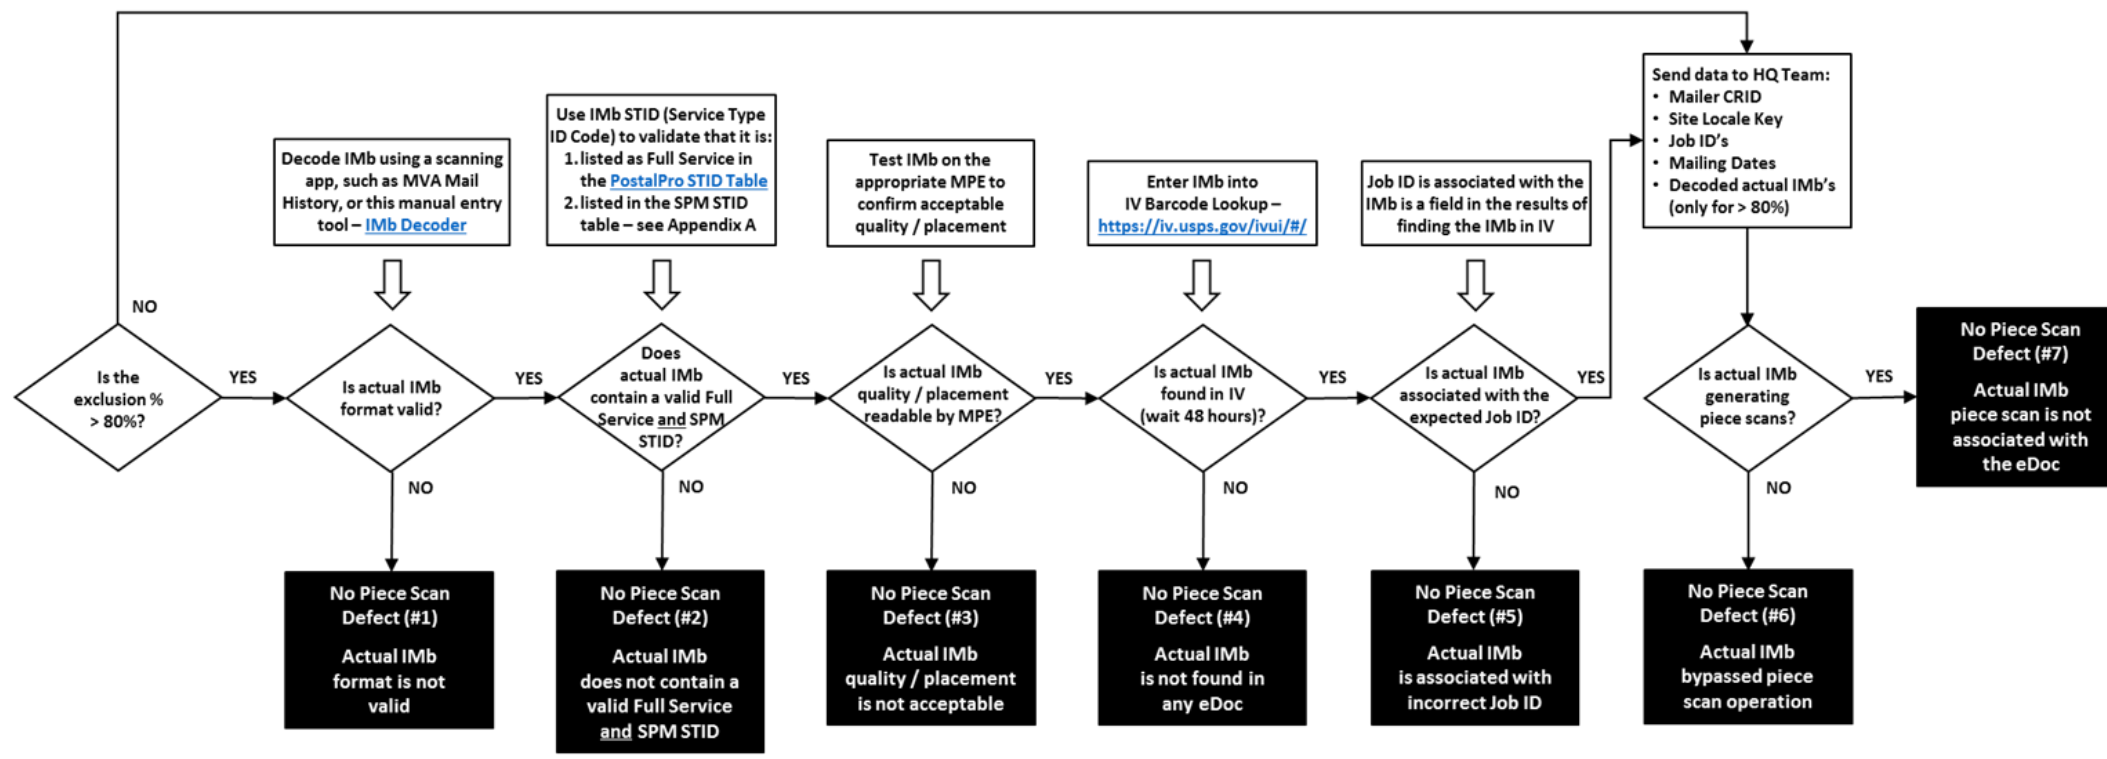 Send data to HQ Team:
• Mailer CRID
• Site Locale Key
• Job ID's
• Mailing Dates
• Decoded actual IMb's
(only for > 80%)
Use IMb STID (Service Type
ID Code) to validate that it is:
1. listed as Full Service in
the PostalPro STID Table
2. listed in the SPM STID
table – see Appendix A
Decode IMb using a scanning
app, such as MVA Mail
History, or this manual entry
tool – IMb Decoder
Test IMb on the
appropriate MPE to
confirm acceptable
quality / placement
Enter IMb into
IV Barcode Lookup –
https://iv.usps.gov/ivui/#/
Job ID is associated with the
IMb is a field in the results of
finding the IMb in IV
NO
Is the
exclusion %
> 80%?
YES
Is actual IMb
format valid?
YES
Does
actual IMb
contain a valid Full
Service and SPM
STID?
YES
Is actual IMb
quality / placement
readable by MPE?
YES
Is actual IMb
found in IV
(wait 48 hours)?
YES
Is actual IMb
associated with the
expected Job ID?
YES
Is actual IMb
generating
piece scans?
YES
No Piece Scan
Defect (#7)
Actual IMb
piece scan is not
associated with
the eDoc
NO
NO
NO
NO
NO
NO
No Piece Scan
Defect (#1)
Actual IMb
format is not
valid
No Piece Scan
Defect (#2)
Actual IMb
does not contain a
valid Full Service
and SPM STID
No Piece Scan
Defect (#3)
Actual IMb
quality / placement
is not acceptable
No Piece Scan
Defect (#4)
Actual IMb
is not found in
any eDoc
No Piece Scan
Defect (#5)
Actual IMb
is associated with
incorrect Job ID
No Piece Scan
Defect (#6)
Actual IMb
bypassed piece
scan operation